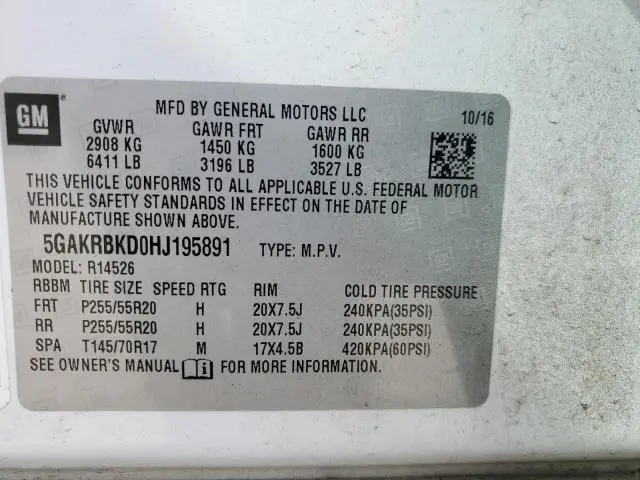 GM
MFD BY GENERAL MOTORS LLC 10/16
GVWR GAWR FRT GAWR RR
2908 KG 1450 KG 1600 KG
6411 LB 3196 LB 3527 LB
THIS VEHICLE CONFORMS TO ALL APPLICABLE U.S. FEDERAL MOTOR
VEHICLE SAFETY STANDARDS IN EFFECT ON THE DATE OF
MANUFACTURE SHOWN ABOVE.
5GAKRBKD0HJ195891 TYPE: M.P.V.
MODEL: R14526
RBBM TIRE SIZE SPEED RTG RIM COLD TIRE PRESSURE
FRT P255/55R20 H 20X7.5J 240KPA(35PSI)
RR P255/55R20 H 20X7.5J 240KPA(35PSI)
SPA T145/70R17 M 17X4.5B 420KPA(60PSI)
SEE OWNER'S MANUAL i FOR MORE INFORMATION.